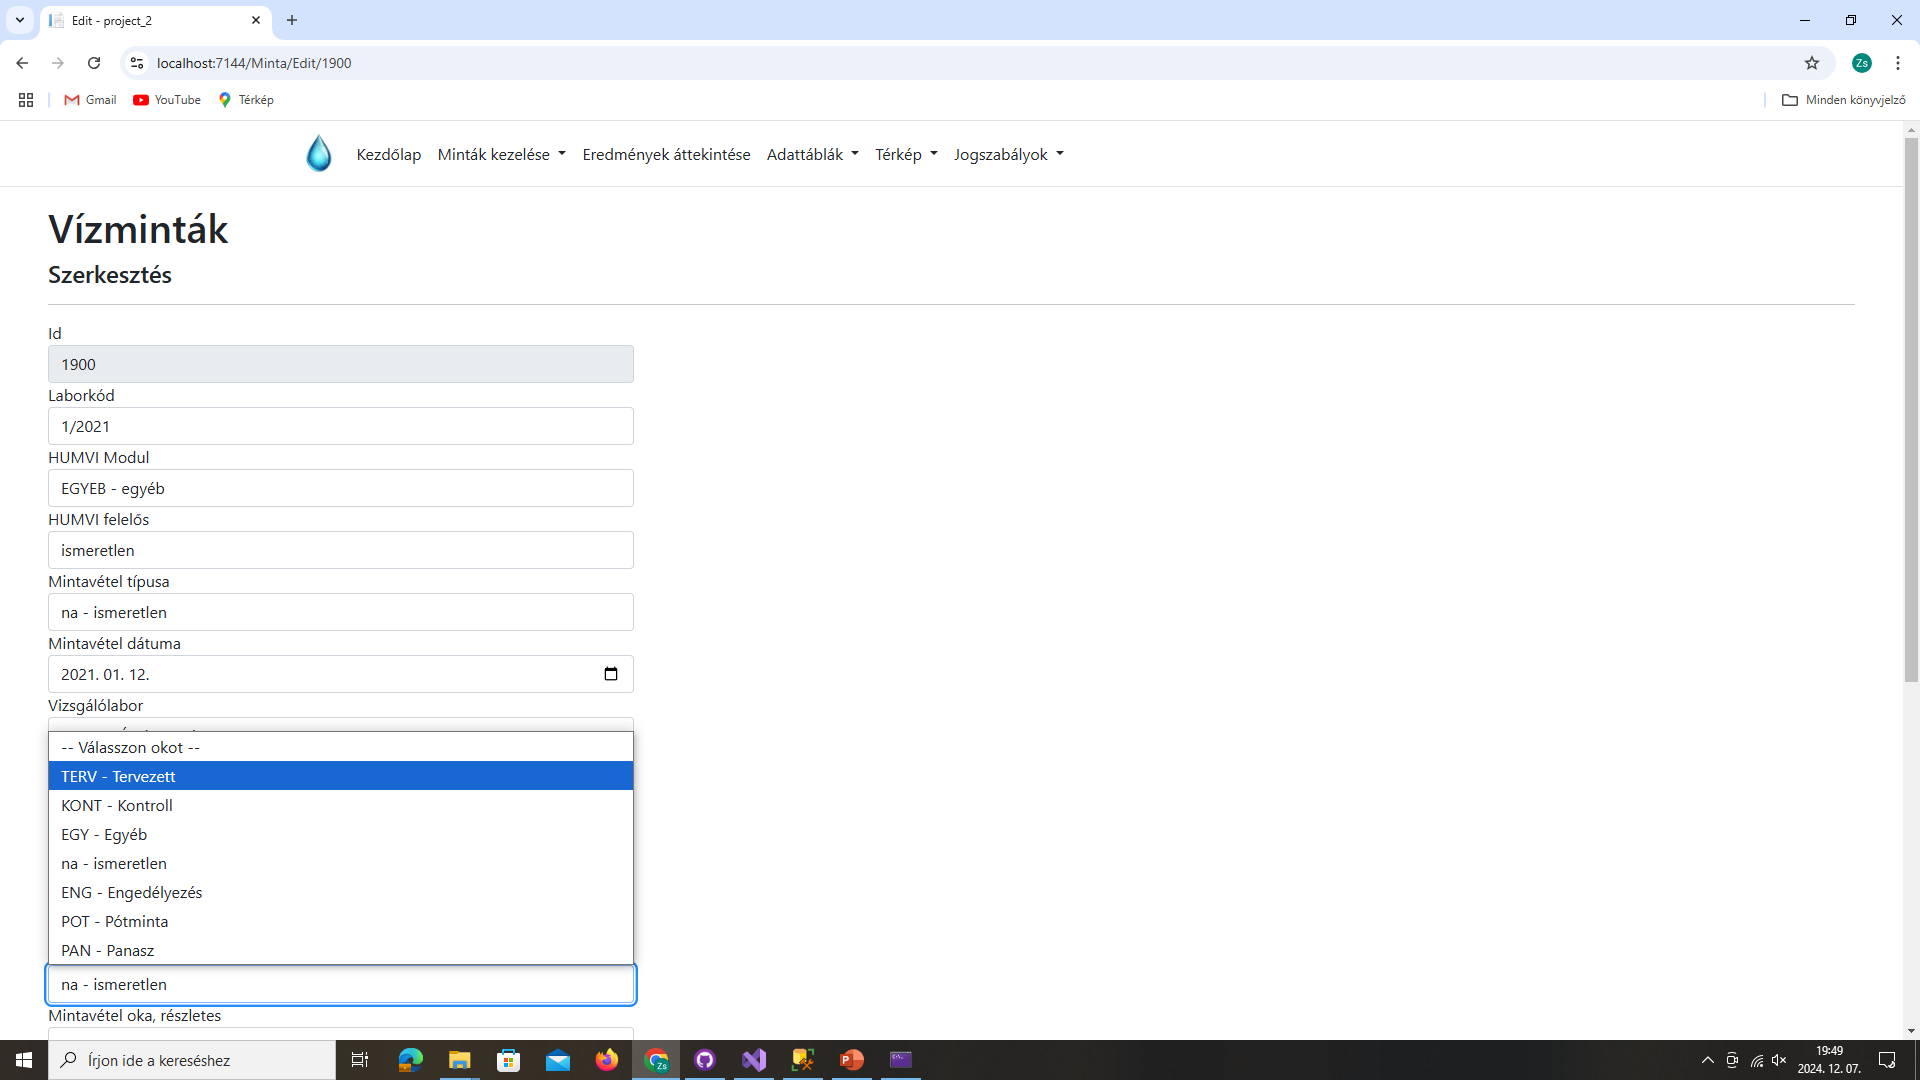 Edit - project_2
localhost:7144/Minta/Edit/1900
Zs
Gmail
YouTube
Térkép
Minden könyvjelző
Kezdőlap
Minták kezelése
Eredmények áttekintése
Adattáblák
Térkép
Jogszabályok
Vízminták
Szerkesztés
Id
1900
Laborkód
1/2021
HUMVI Modul
EGYEB - egyéb
HUMVI felelős
ismeretlen
Mintavétel típusa
na - ismeretlen
Mintavétel dátuma
2021. 01. 12.
Vizsgálólabor
-- Válasszon okot --
TERV - Tervezett
KONT - Kontroll
EGY - Egyéb
na - ismeretlen
ENG - Engedélyezés
POT - Pótminta
PAN - Panasz
na - ismeretlen
Mintavétel oka, részletes
Írjon ide a kereséshez
Zs
19:49
2024. 12. 07.